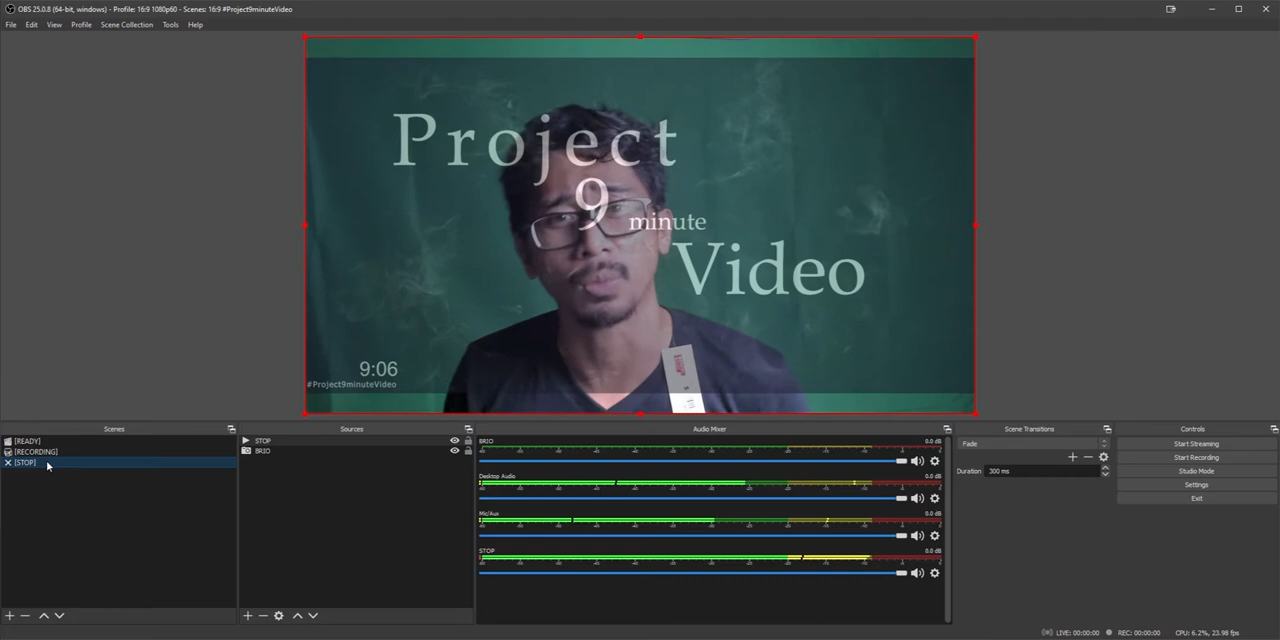 OBS 25.0.8 (64-bit, windows) - Profile: 16:9 1080p60 - Scenes: 16:9 #Project9minuteVideo
File Edit View Profile Scene Collection Tools Help
Project
9 minute
Video
9:06
#Project9minuteVideo
Scenes
[READY]
[RECORDING]
[STOP]
Sources
STOP
BRIO
Audio Mixer
BRIO 0.0 dB
Desktop Audio 0.0 dB
Mic/Aux 0.0 dB
STOP 0.0 dB
Scene Transitions
Fade
Duration 300 ms
Controls
Start Streaming
Start Recording
Studio Mode
Settings
Exit
LIVE: 00:00:00 REC: 00:00:00 CPU: 6.2%, 23.98 fps